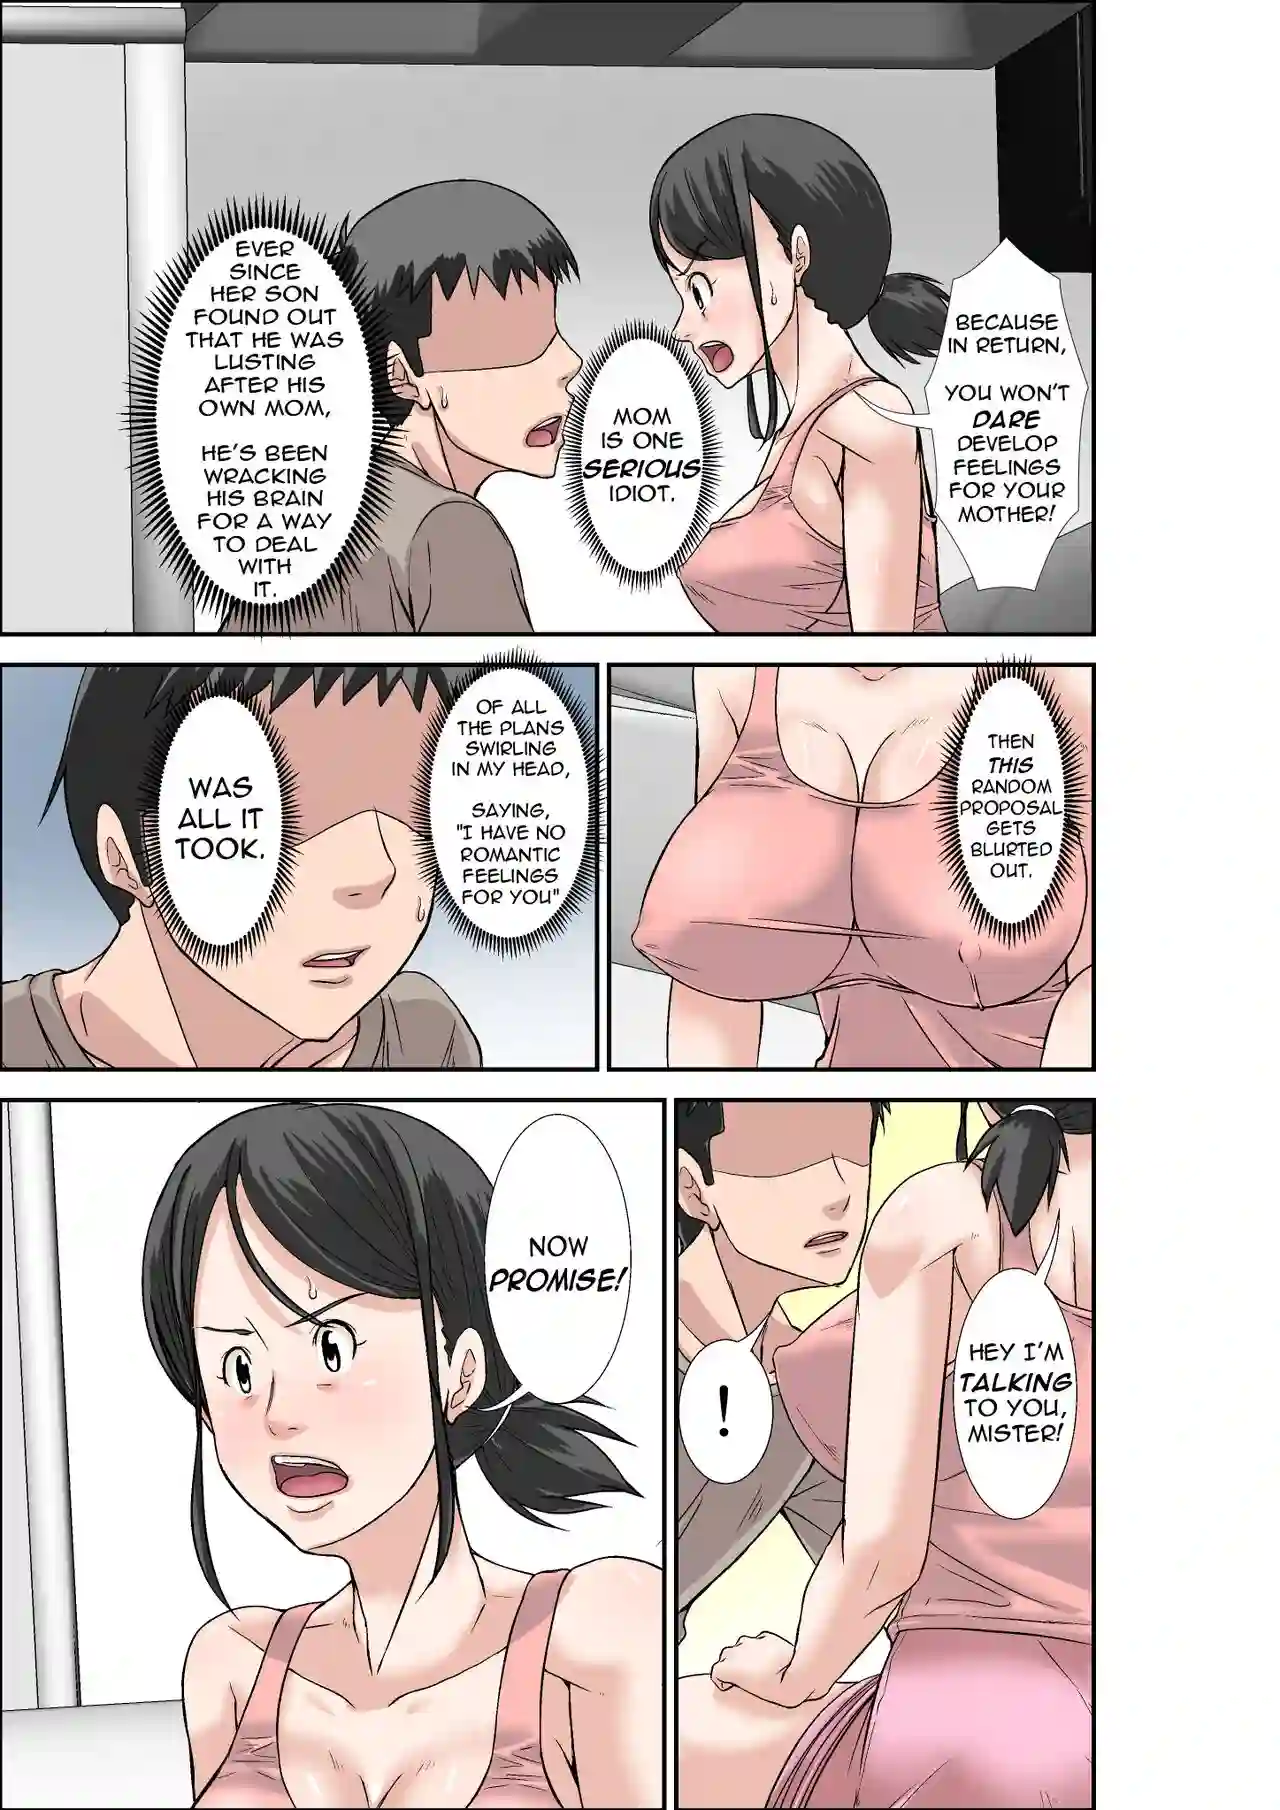 BECAUSE
IN RETURN,
YOU WON'T
DARE
DEVELOP
FEELINGS
FOR YOUR
MOTHER!
MOM
IS ONE
SERIOUS
IDIOT.
EVER
SINCE
HER SON
FOUND OUT
THAT HE WAS
LUSTING
AFTER HIS
OWN MOM,
HE'S BEEN
WRACKING
HIS BRAIN
FOR A WAY
TO DEAL
WITH
IT.
THEN
THIS
RANDOM
PROPOSAL
GETS
BLURTED
OUT.
OF ALL
THE PLANS
SWIRLING
IN MY HEAD,
SAYING,
"I HAVE NO
ROMANTIC
FEELINGS
FOR YOU"
WAS
ALL IT
TOOK.
HEY I'M
TALKING
TO YOU,
MISTER!
!
NOW
PROMISE!